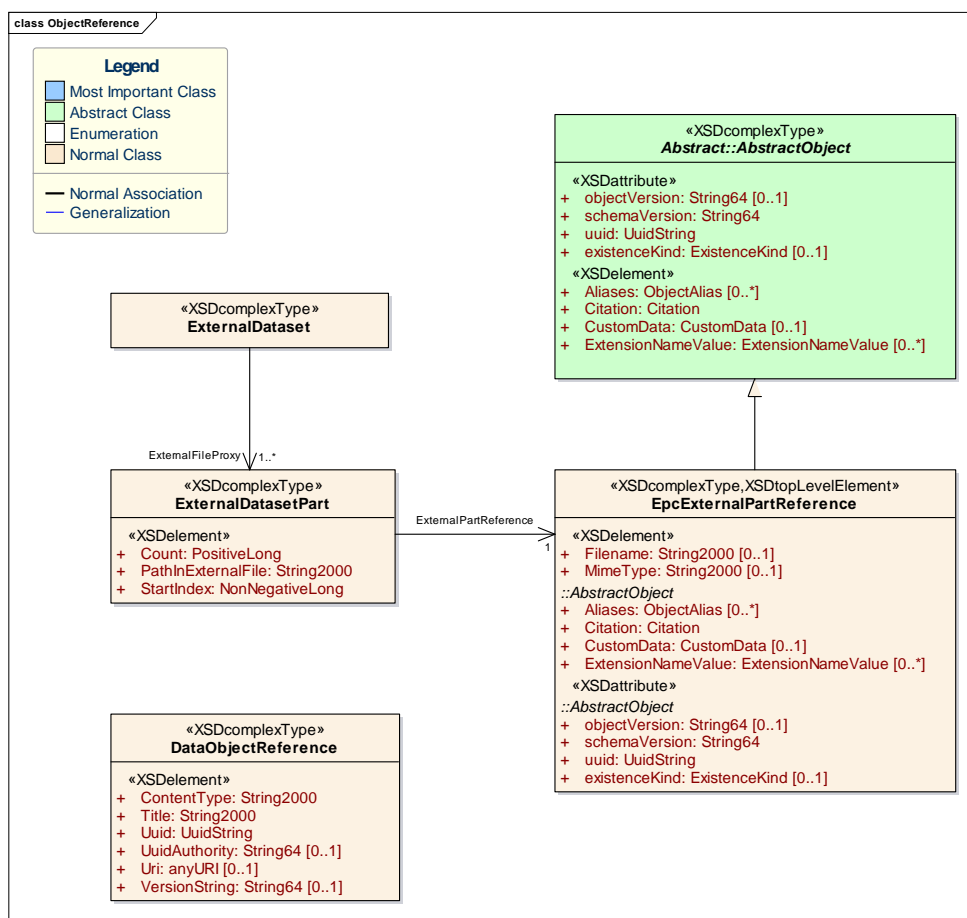 class ObjectReference
Legend
Most Important Class
Abstract Class
Enumeration
Normal Class
Normal Association
Generalization
«XSDcomplexType»
Abstract::AbstractObject
«XSDattribute»
+ objectVersion: String64 [0..1]
+ schemaVersion: String64
+ uuid: UuidString
+ existenceKind: ExistenceKind [0..1]
«XSDelement»
+ Aliases: ObjectAlias [0..*]
+ Citation: Citation
+ CustomData: CustomData [0..1]
+ ExtensionNameValue: ExtensionNameValue [0..*]
«XSDcomplexType»
ExternalDataset
ExternalFileProxy
1..*
«XSDcomplexType»
ExternalDatasetPart
«XSDelement»
+ Count: PositiveLong
+ PathInExternalFile: String2000
+ StartIndex: NonNegativeLong
ExternalPartReference
1
«XSDcomplexType,XSDtopLevelElement»
EpcExternalPartReference
«XSDelement»
+ Filename: String2000 [0..1]
+ MimeType: String2000 [0..1]
::AbstractObject
+ Aliases: ObjectAlias [0..*]
+ Citation: Citation
+ CustomData: CustomData [0..1]
+ ExtensionNameValue: ExtensionNameValue [0..*]
«XSDattribute»
::AbstractObject
+ objectVersion: String64 [0..1]
+ schemaVersion: String64
+ uuid: UuidString
+ existenceKind: ExistenceKind [0..1]
«XSDcomplexType»
DataObjectReference
«XSDelement»
+ ContentType: String2000
+ Title: String2000
+ Uuid: UuidString
+ UuidAuthority: String64 [0..1]
+ Uri: anyURI [0..1]
+ VersionString: String64 [0..1]